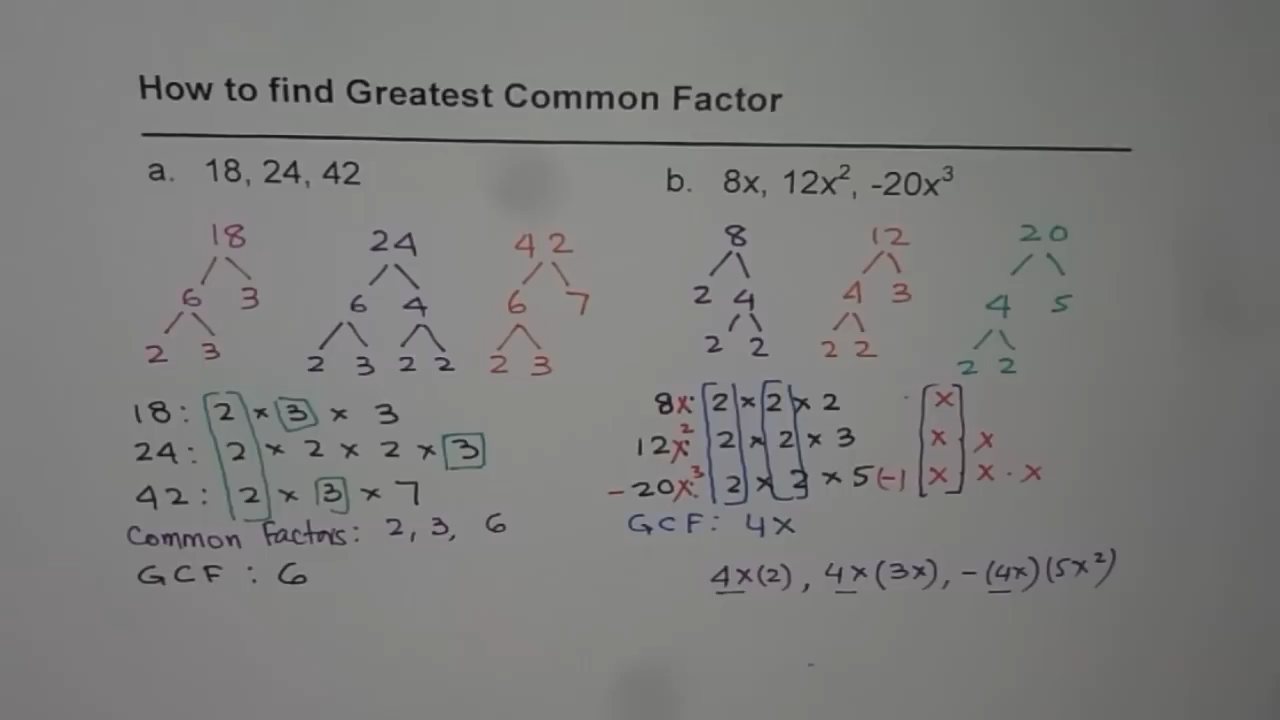 How to find Greatest Common Factor
a. 18, 24, 42
18
6 3
2 3
24
6 4
2 3 2 2
42
6 7
2 3
18: 2 × 3 × 3
24: 2 × 2 × 2 × 3
42: 2 × 3 × 7
Common Factors: 2, 3, 6
GCF : 6
b. 8x, 12x², -20x³
8
2 4
2 2
12
4 3
2 2
20
4 5
2 2
8x: 2 × 2 × 2 x
12x²: 2 × 2 × 3 x x
-20x³: 2 × 2 × 5 (-1) x x · x
GCF: 4x
4x(2), 4x(3x), -(4x)(5x²)